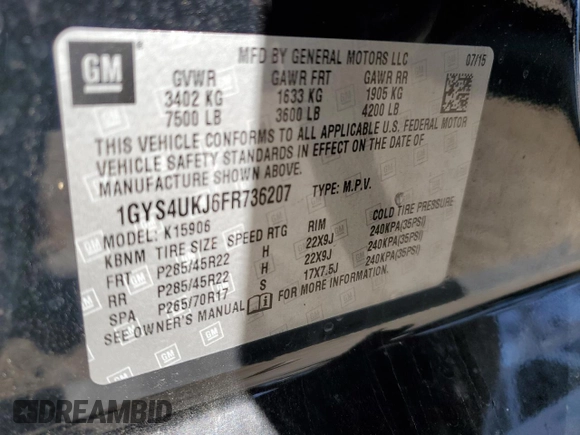 GM
MFD BY GENERAL MOTORS LLC 07/15
GVWR GAWR FRT GAWR RR
3402 KG 1633 KG 1905 KG
7500 LB 3600 LB 4200 LB
THIS VEHICLE CONFORMS TO ALL APPLICABLE U.S. FEDERAL MOTOR
VEHICLE SAFETY STANDARDS IN EFFECT ON THE DATE OF
MANUFACTURE SHOWN ABOVE.
1GYS4UKJ6FR736207 TYPE: M.P.V.
MODEL: K15906
KBNM TIRE SIZE SPEED RTG RIM COLD TIRE PRESSURE
FRT P285/45R22 H 22X9J 240KPA(35PSI)
RR P285/45R22 H 22X9J 240KPA(35PSI)
SPA P265/70R17 S 17X7.5J 240KPA(35PSI)
SEE OWNER'S MANUAL FOR MORE INFORMATION.
DREAMBID